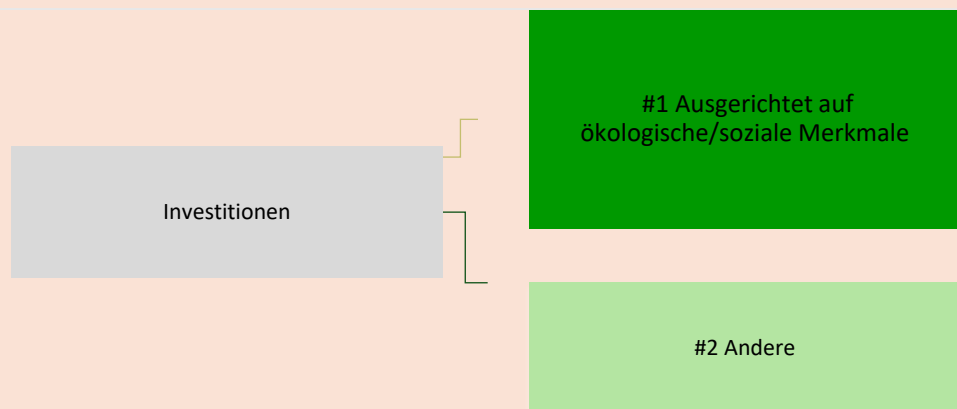 #1 Ausgerichtet auf
ökologische/soziale Merkmale
Investitionen
#2 Andere